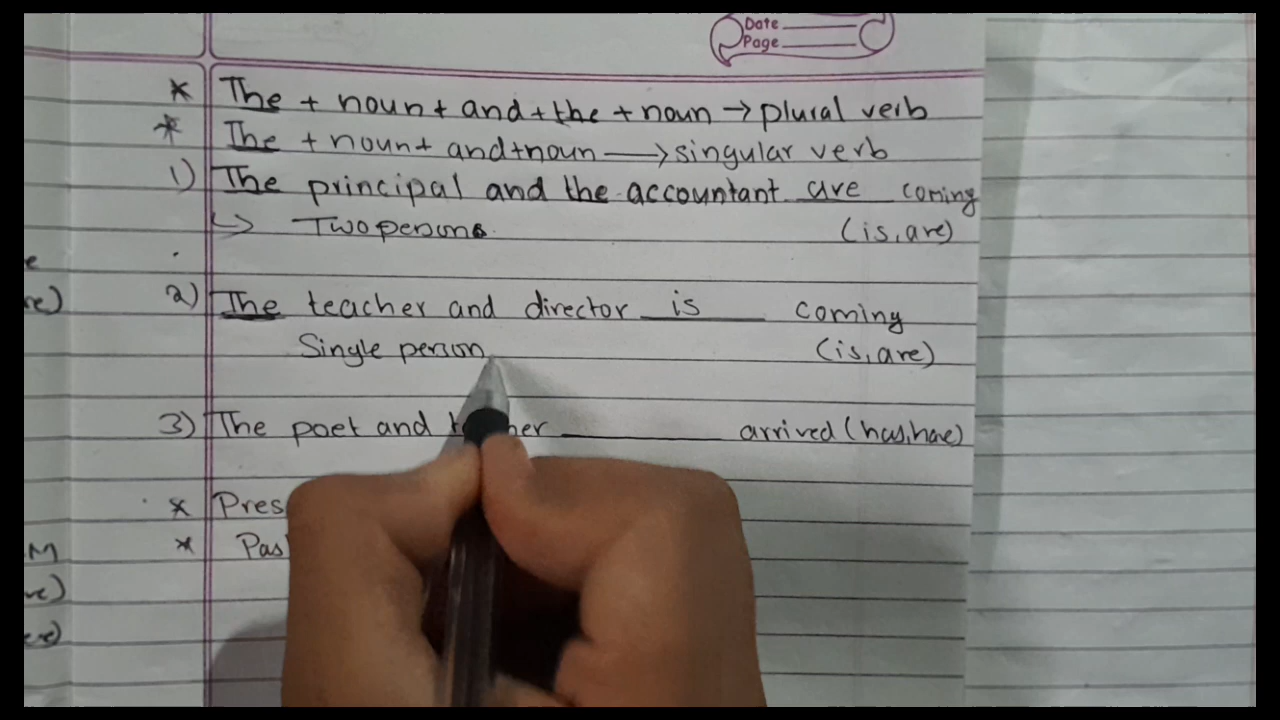 Date
Page
* The + noun + and + the + noun → plural verb
* The + noun + and + noun → singular verb
1) The principal and the accountant are coming
↳ Two persons (is, are)
e
re)
2) The teacher and director is coming
Single person (is, are)
3) The poet and arrived (has, have)
* Pres
* Pas
M
ve)